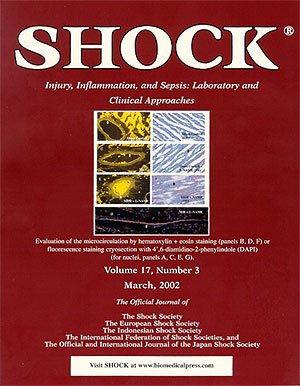 SHOCK®
Injury, Inflammation, and Sepsis: Laboratory and
Clinical Approaches
Evaluation of the microcirculation by hematoxylin + eosin staining (panels B, D, F) or
fluorescence staining cryosection with 4',6-diamidino-2-phenylindole (DAPI)
(for nuclei, panels A, C, E, G).
Volume 17, Number 3
March, 2002
The Official Journal of
The Shock Society
The European Shock Society
The Indonesian Shock Society
The International Federation of Shock Societies, and
The Official and International Journal of the Japan Shock Society
Visit SHOCK at www.biomedicalpress.com